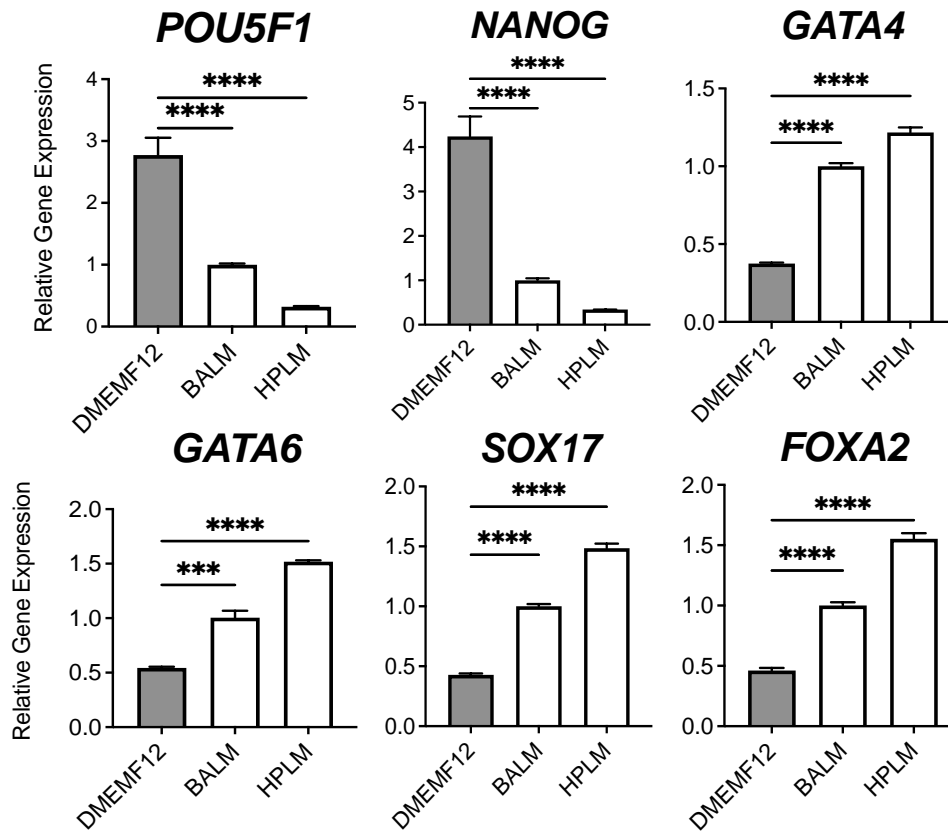 POU5F1
NANOG
GATA4
Relative Gene Expression
4
3
2
1
0
****
****
DMEMF12
BALM
HPLM
5
4
3
2
1
0
****
****
DMEMF12
BALM
HPLM
1.5
1.0
0.5
0.0
****
****
DMEMF12
BALM
HPLM
GATA6
SOX17
FOXA2
Relative Gene Expression
2.0
1.5
1.0
0.5
0.0
****
***
DMEMF12
BALM
HPLM
2.0
1.5
1.0
0.5
0.0
****
****
DMEMF12
BALM
HPLM
2.0
1.5
1.0
0.5
0.0
****
****
DMEMF12
BALM
HPLM